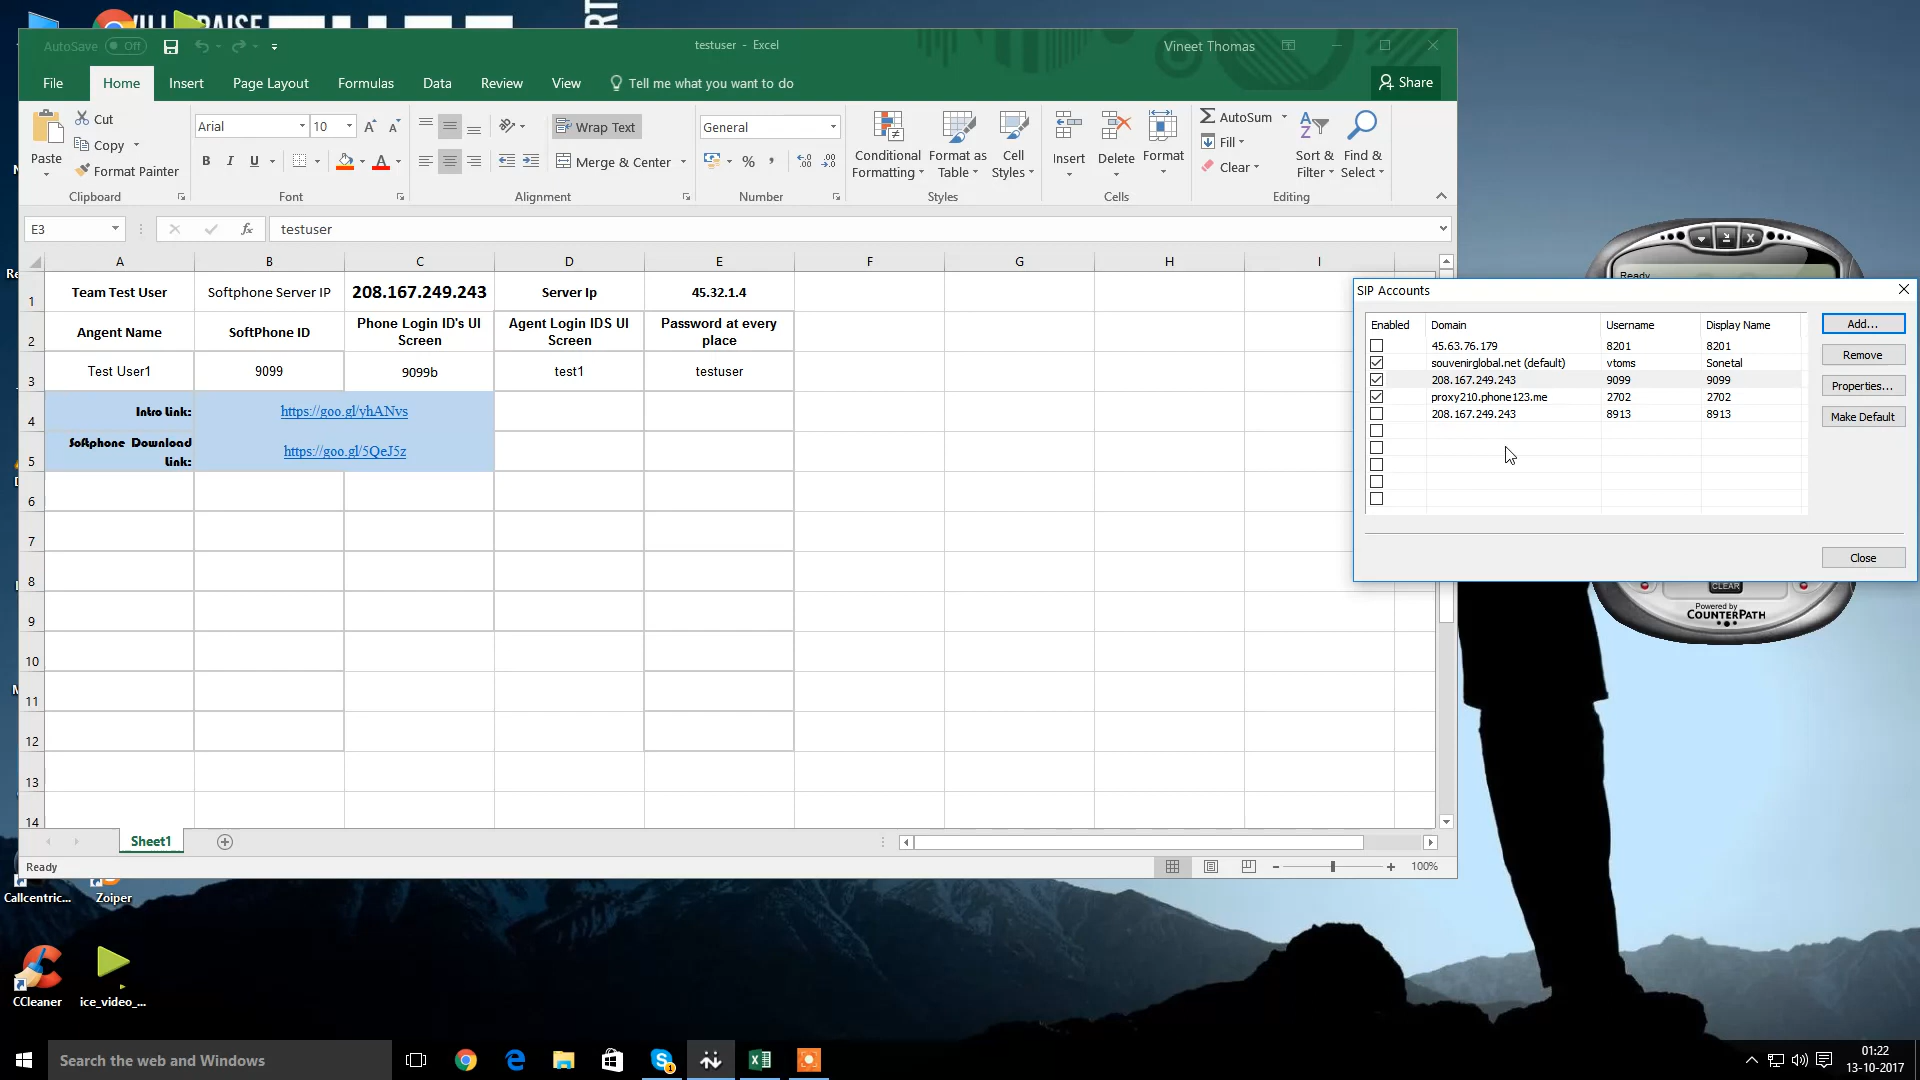 AutoSave Off
testuser - Excel
Vineet Thomas
File Home Insert Page Layout Formulas Data Review View Tell me what you want to do
Share
Paste
Cut
Copy
Format Painter
Clipboard
Arial 10
B I U
Font
Wrap Text
Merge & Center
Alignment
General
%
Number
Conditional Formatting
Format as Table
Cell Styles
Styles
Insert
Delete
Format
Cells
AutoSum
Fill
Clear
Sort & Filter
Find & Select
Editing
E3
fx
testuser
A B C D E F G H I
1 Team Test User Softphone Server IP 208.167.249.243 Server Ip 45.32.1.4
2 Angent Name SoftPhone ID Phone Login ID's UI Screen Agent Login IDS UI Screen Password at every place
3 Test User1 9099 9099b test1 testuser
4 Intro Link: https://goo.gl/yhANvs
5 Softphone Download Link: https://goo.gl/5QeJ5z
6
7
8
9
10
11
12
13
14
Sheet1
Ready
100%
Ready
SIP Accounts
Enabled Domain Username Display Name
45.63.76.179 8201 8201
souvenirglobal.net (default) vtoms Sonetal
208.167.249.243 9099 9099
proxy210.phone123.me 2702 2702
208.167.249.243 8913 8913
Add...
Remove
Properties...
Make Default
Close
CLEAR
Powered by
COUNTERPATH
Callcentric...
Zoiper
CCleaner
ice_video_...
Search the web and Windows
01:22
13-10-2017